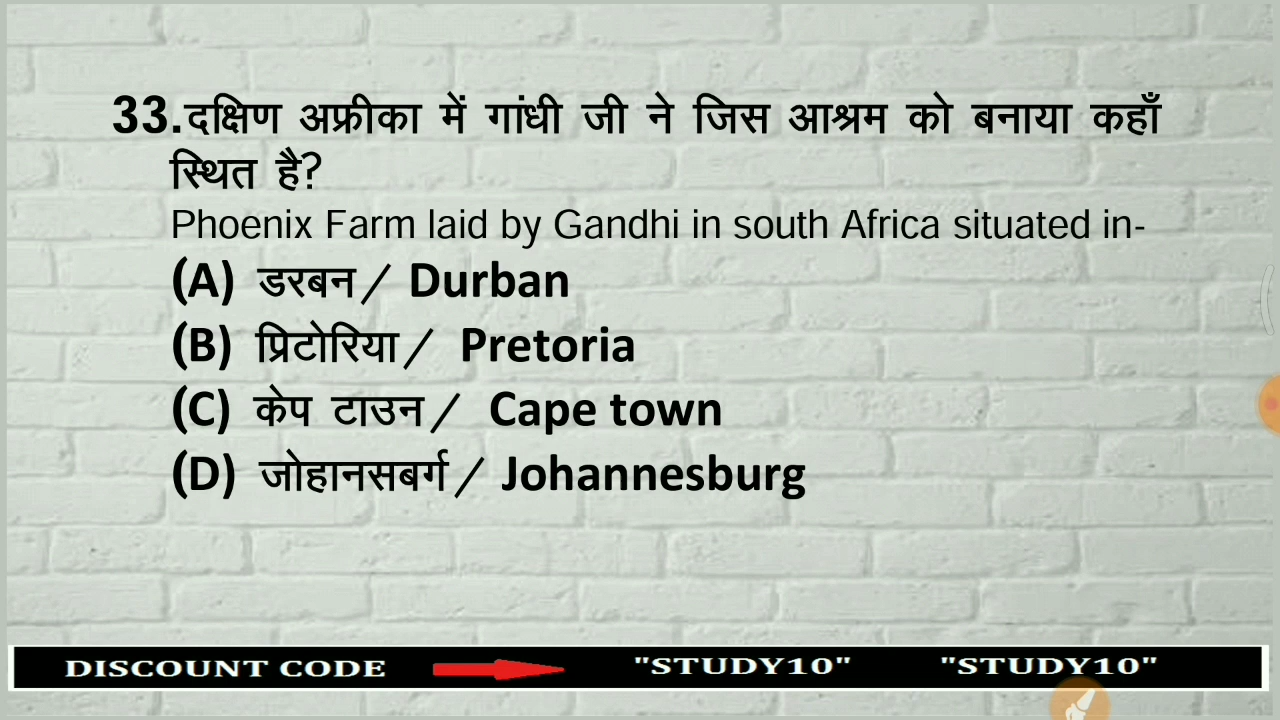 33.दक्षिण अफ्रीका में गांधी जी ने जिस आश्रम को बनाया कहाँ
स्थित है?
Phoenix Farm laid by Gandhi in south Africa situated in-
(A) डरबन/ Durban
(B) प्रिटोरिया/ Pretoria
(C) केप टाउन/ Cape town
(D) जोहानसबर्ग/ Johannesburg
DISCOUNT CODE "STUDY10" "STUDY10"